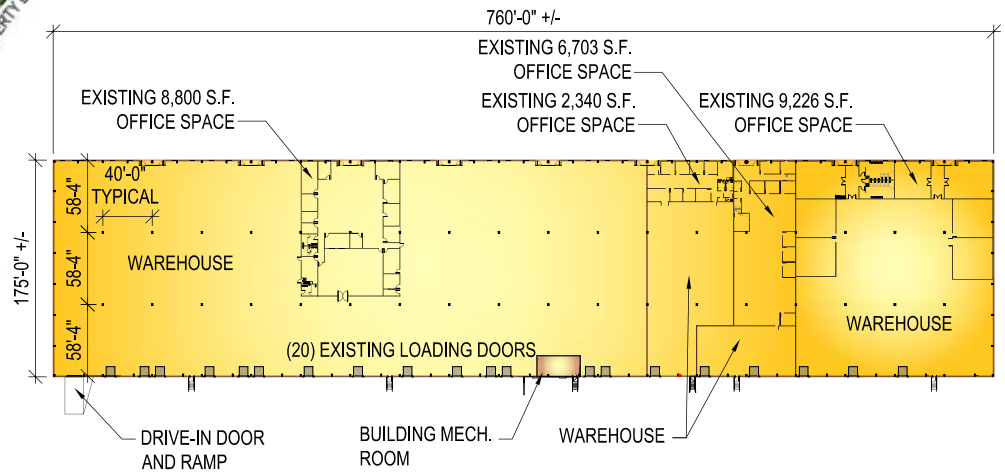 760'-0" +/-
EXISTING 6,703 S.F.
OFFICE SPACE
EXISTING 8,800 S.F.
OFFICE SPACE
EXISTING 2,340 S.F.
OFFICE SPACE
EXISTING 9,226 S.F.
OFFICE SPACE
40'-0"
TYPICAL
58'-4"
58'-4"
58'-4"
175'-0" +/-
WAREHOUSE
WAREHOUSE
(20) EXISTING LOADING DOORS
DRIVE-IN DOOR
AND RAMP
BUILDING MECH.
ROOM
WAREHOUSE